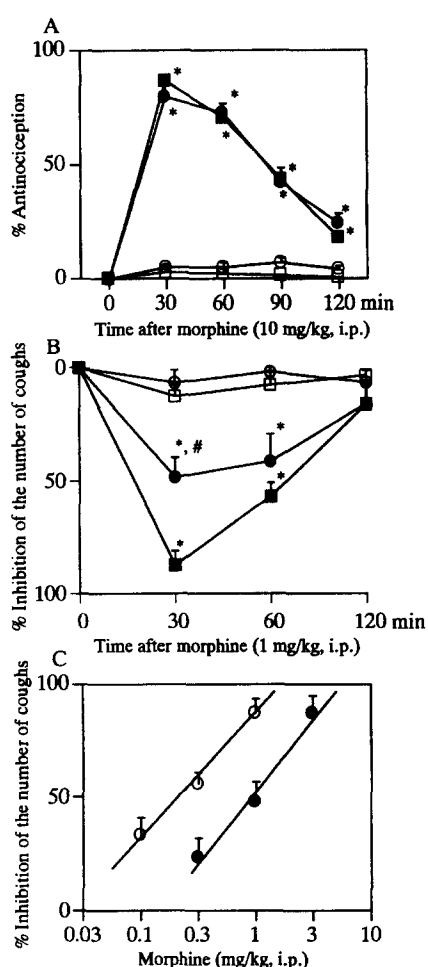 A
100
50
0
% Antinociception
*
*
*
*
*
*
*
*
0 30 60 90 120 min
Time after morphine (10 mg/kg, i.p.)
B
0
50
100
% Inhibition of the number of coughs
*, #
*
*
*
0 30 60 120 min
Time after morphine (1 mg/kg, i.p.)
C
100
50
0
% Inhibition of the number of coughs
0.03 0.1 0.3 1 3 10
Morphine (mg/kg, i.p.)